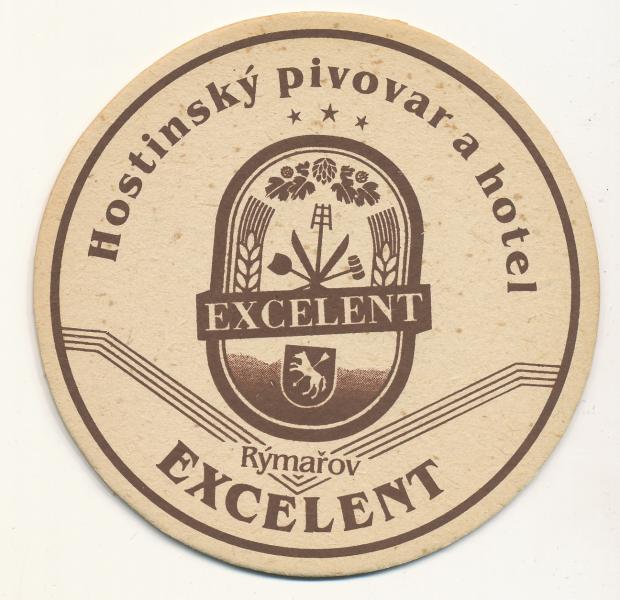 Hostinský pivovar a hotel
EXCELENT
Rýmařov
EXCELENT